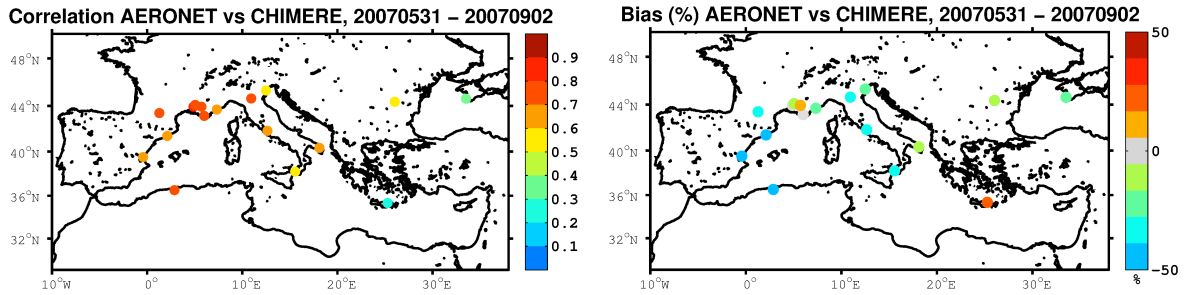 Correlation AERONET vs CHIMERE, 20070531 − 20070902
48°N
44°N
40°N
36°N
32°N
10°W 0° 10°E 20°E 30°E
0.9
0.8
0.7
0.6
0.5
0.4
0.3
0.2
0.1
Bias (%) AERONET vs CHIMERE, 20070531 − 20070902
48°N
44°N
40°N
36°N
32°N
10°W 0° 10°E 20°E 30°E
50
0
−50
%